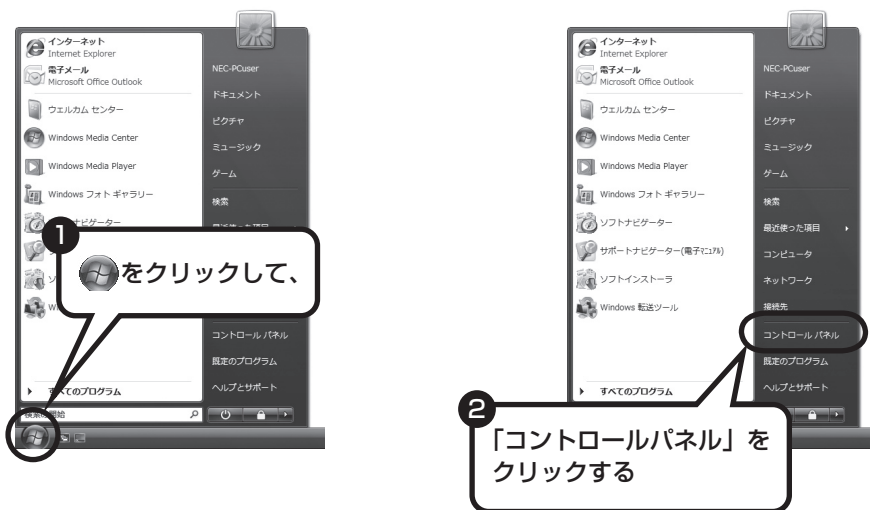 インターネット
Internet Explorer
電子メール
Microsoft Office Outlook
ウェルカム センター
Windows Media Center
Windows Media Player
Windows フォト ギャラリー
ナビゲーター
すべてのプログラム
NEC-PCuser
ドキュメント
ピクチャ
ミュージック
ゲーム
検索
コントロール パネル
既定のプログラム
ヘルプとサポート
1
をクリックして、
インターネット
Internet Explorer
電子メール
Microsoft Office Outlook
ウェルカム センター
Windows Media Center
Windows Media Player
Windows フォト ギャラリー
ソフトナビゲーター
サポートナビゲーター(電子マニュアル)
ソフトインストーラ
Windows 転送ツール
すべてのプログラム
NEC-PCuser
ドキュメント
ピクチャ
ミュージック
ゲーム
検索
最近使った項目
コンピュータ
ネットワーク
接続先
コントロール パネル
既定のプログラム
ヘルプとサポート
2
「コントロールパネル」を
クリックする